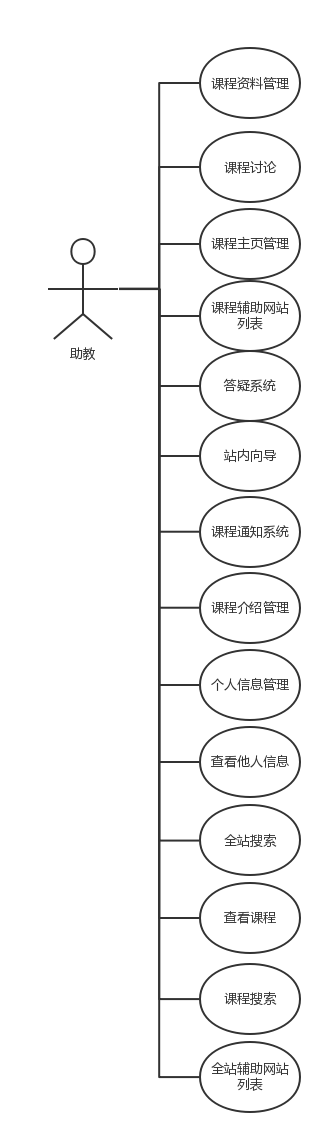 课程资料管理
课程讨论
课程主页管理
课程辅助网站
列表
助教
答疑系统
站内向导
课程通知系统
课程介绍管理
个人信息管理
查看他人信息
全站搜索
查看课程
课程搜索
全站辅助网站
列表